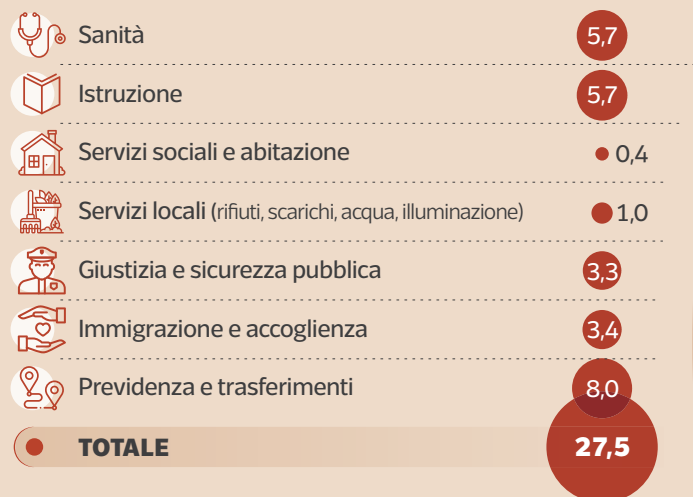 Sanità 5,7
Istruzione 5,7
Servizi sociali e abitazione 0,4
Servizi locali (rifiuti, scarichi, acqua, illuminazione) 1,0
Giustizia e sicurezza pubblica 3,3
Immigrazione e accoglienza 3,4
Previdenza e trasferimenti 8,0
TOTALE 27,5